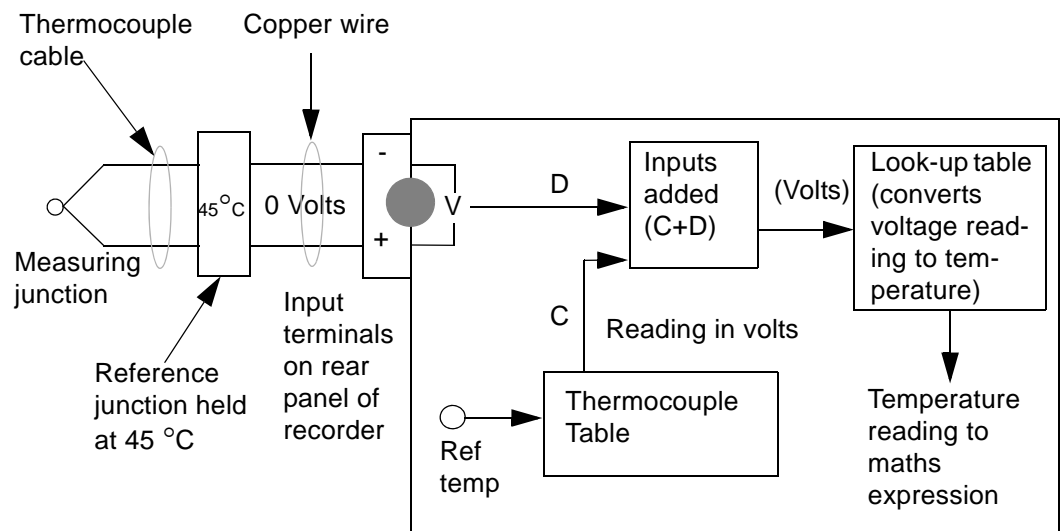 Thermocouple
cable
Copper wire
45°C
0 Volts
-
+
V
D
Inputs
added
(C+D)
(Volts)
Look-up table
(converts
voltage read-
ing to tem-
perature)
Measuring
junction
Reference
junction held
at 45 °C
Input
terminals
on rear
panel of
recorder
C
Reading in volts
Ref
temp
Thermocouple
Table
Temperature
reading to
maths
expression